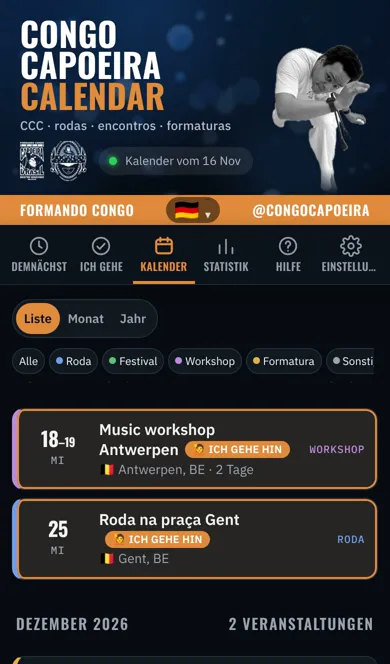 CONGO
CAPOEIRA
CALENDAR
CCC · rodas · encontros · formaturas
Kalender vom 16 Nov
FORMANDO CONGO
@CONGOCAPOEIRA
DEMNÄCHST ICH GEHE KALENDER STATISTIK HILFE EINSTELLU...
Liste Monat Jahr
Alle Roda Festival Workshop Formatura Sonsti
18–19
MI
Music workshop
Antwerpen 🙋 ICH GEHE HIN
WORKSHOP
🇧🇪 Antwerpen, BE · 2 Tage
25
MI
Roda na praça Gent
🙋 ICH GEHE HIN
RODA
🇧🇪 Gent, BE
DEZEMBER 2026
2 VERANSTALTUNGEN